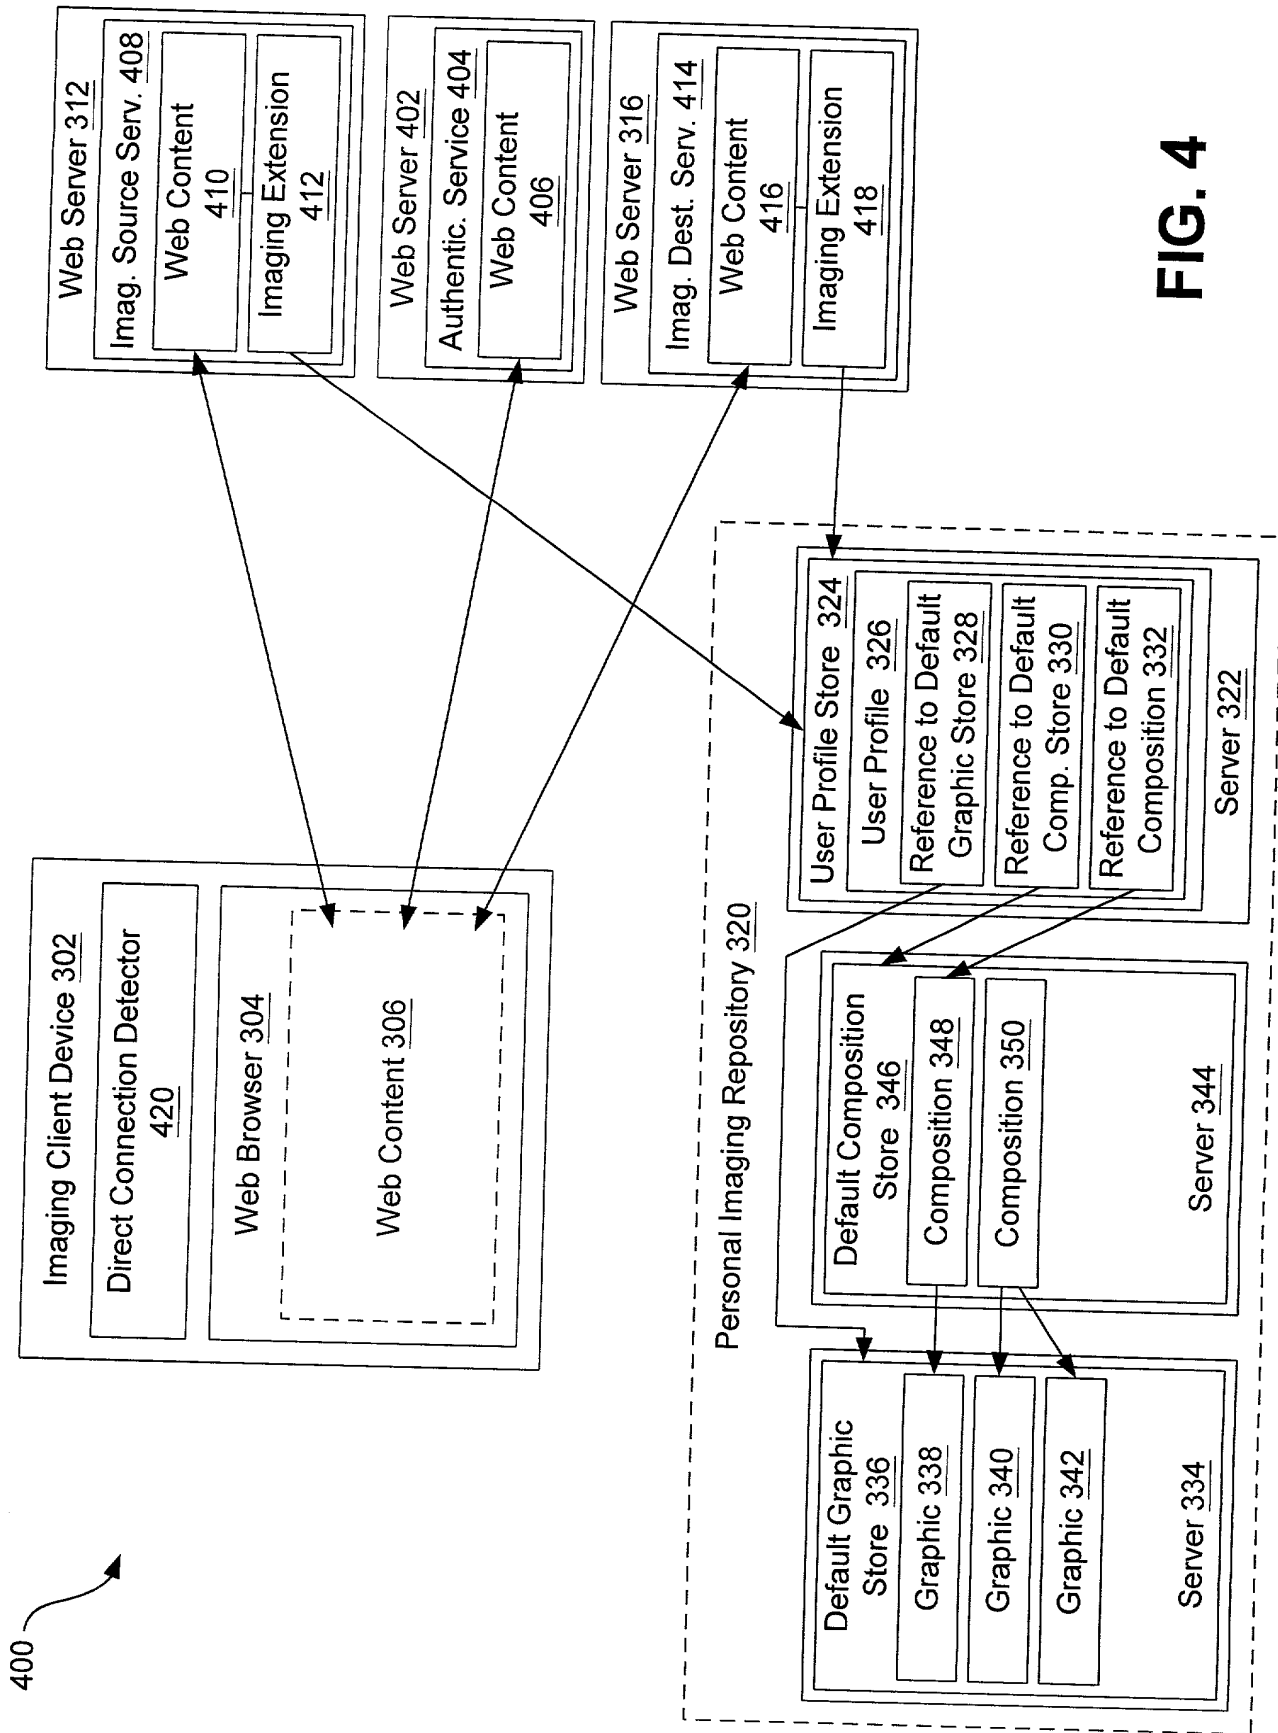 400
Imaging Client Device 302
Direct Connection Detector
420
Web Browser 304
Web Content 306
Web Server 312
Imag. Source Serv. 408
Web Content
410
Imaging Extension
412
Web Server 402
Authentic. Service 404
Web Content
406
Web Server 316
Imag. Dest. Serv. 414
Web Content
416
Imaging Extension
418
Personal Imaging Repository 320
Default Graphic
Store 336
Graphic 338
Graphic 340
Graphic 342
Server 334
Default Composition
Store 346
Composition 348
Composition 350
Server 344
User Profile Store 324
User Profile 326
Reference to Default
Graphic Store 328
Reference to Default
Comp. Store 330
Reference to Default
Composition 332
Server 322
FIG. 4